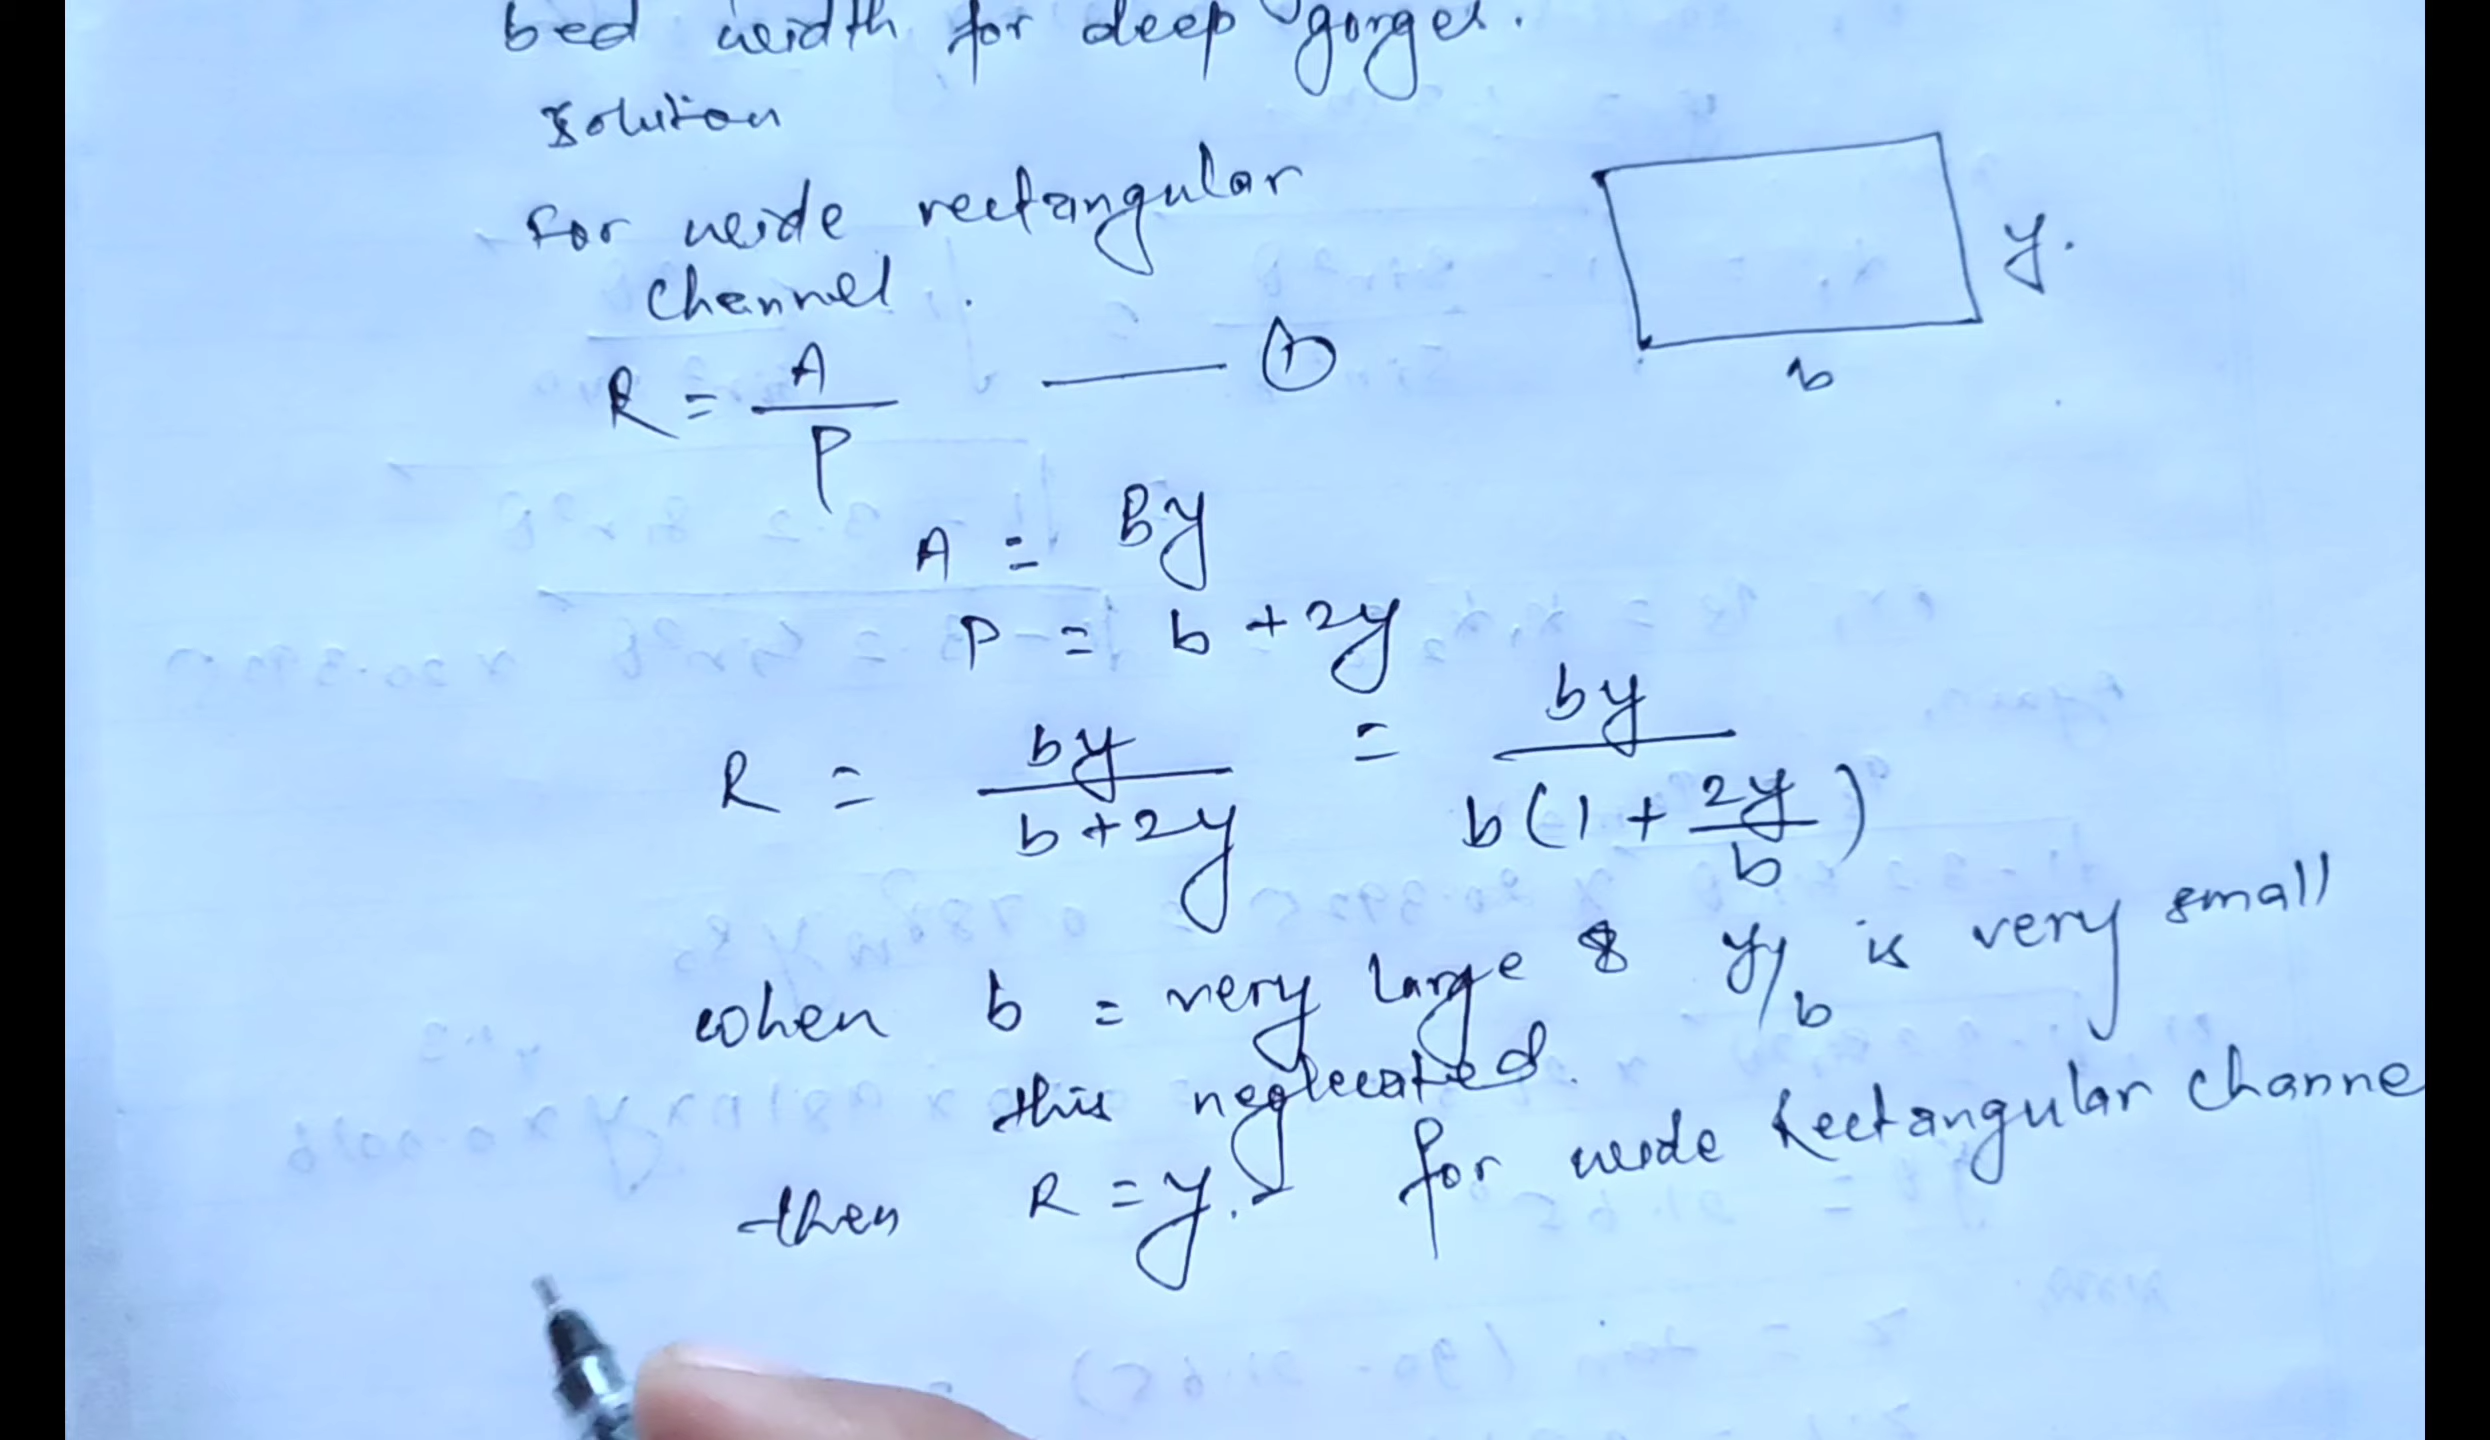 bed width for deep gorges.
solution
for wide rectangular
channel.
R = A / P —— ①
y.
b
A = By
P = b + 2y
R = by / b+2y = by / b(1 + 2y/b)
when b = very large & y/b is very small
this neglected.
then R = y. for wide Rectangular channe